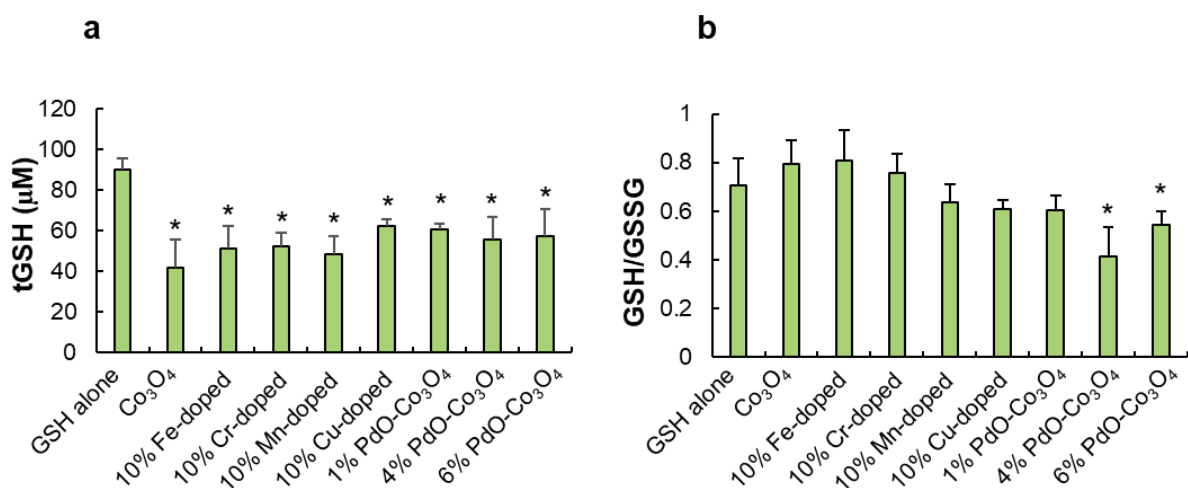 a
tGSH (µM)
120
100
80
60
40
20
0
* * * * * * * *
GSH alone
Co₃O₄
10% Fe-doped
10% Cr-doped
10% Mn-doped
10% Cu-doped
1% PdO-Co₃O₄
4% PdO-Co₃O₄
6% PdO-Co₃O₄
b
GSH/GSSG
1
0.8
0.6
0.4
0.2
0
* *
GSH alone
Co₃O₄
10% Fe-doped
10% Cr-doped
10% Mn-doped
10% Cu-doped
1% PdO-Co₃O₄
4% PdO-Co₃O₄
6% PdO-Co₃O₄